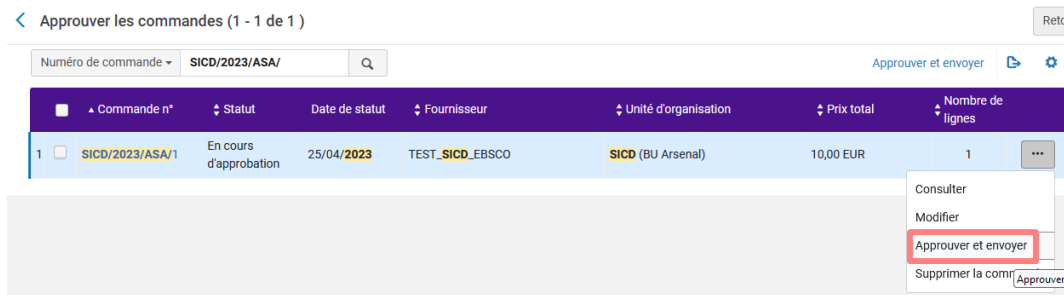 Approuver les commandes (1 - 1 de 1 )
Numéro de commande SICD/2023/ASA/
Approuver et envoyer
Commande n° Statut Date de statut Fournisseur Unité d'organisation Prix total Nombre de lignes
1 SICD/2023/ASA/1 En cours d'approbation 25/04/2023 TEST_SICD_EBSCO SICD (BU Arsenal) 10,00 EUR 1 ...
Consulter
Modifier
Approuver et envoyer
Supprimer la
Approuver